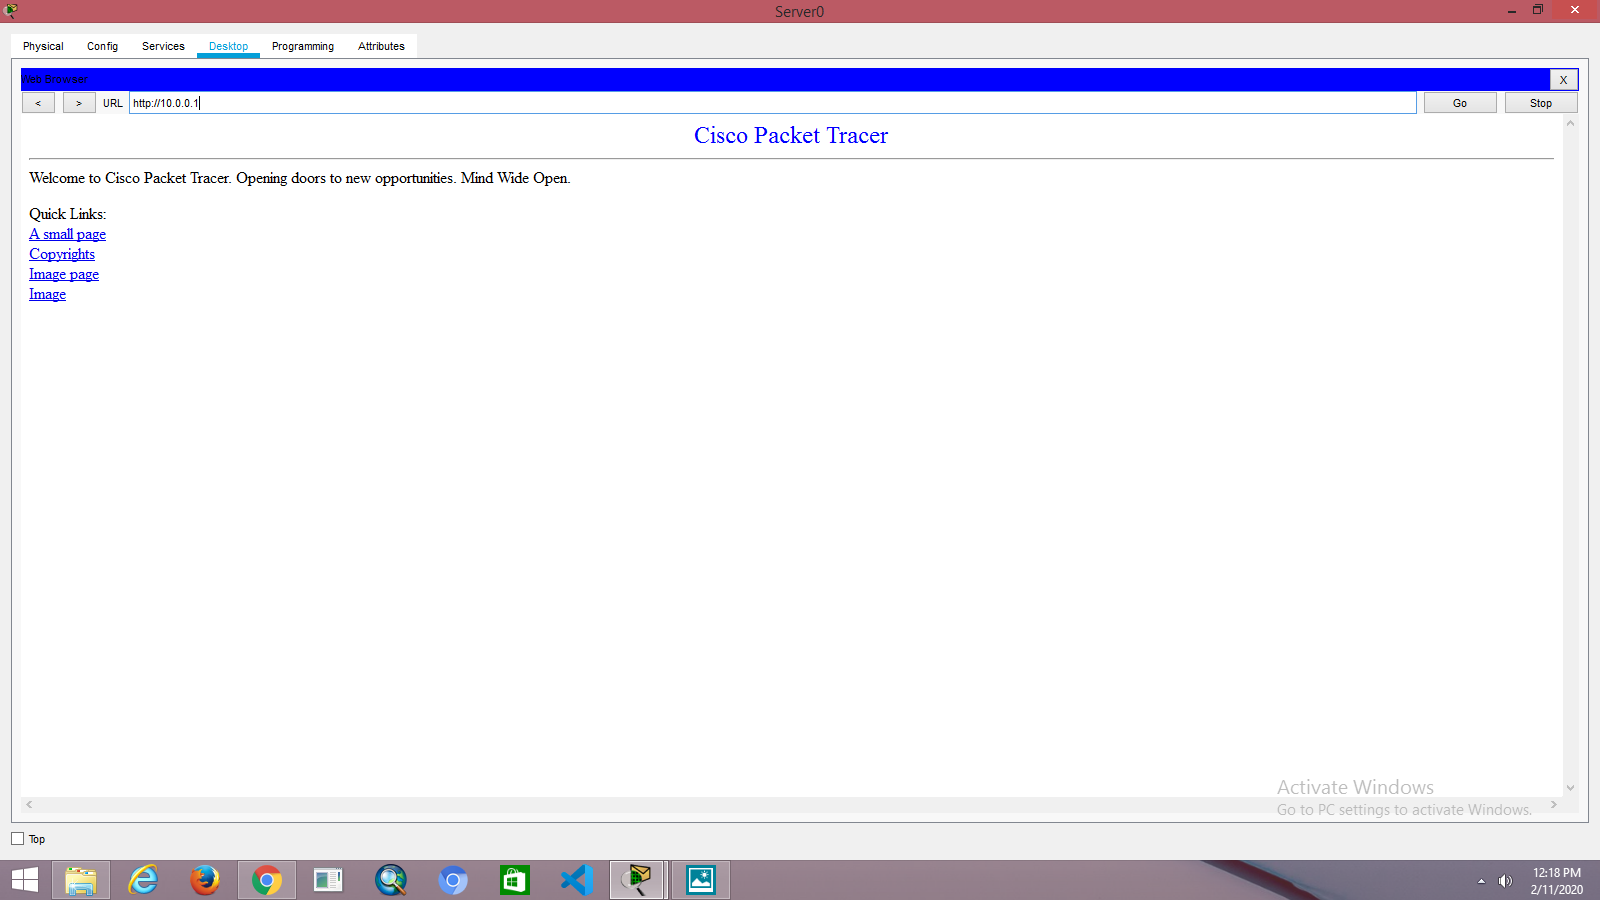 Server0
Physical Config Services Desktop Programming Attributes
Web Browser
X
< > URL http://10.0.0.1 Go Stop
Cisco Packet Tracer
Welcome to Cisco Packet Tracer. Opening doors to new opportunities. Mind Wide Open.
Quick Links:
A small page
Copyrights
Image page
Image
Activate Windows
Go to PC settings to activate Windows.
Top
12:18 PM
2/11/2020